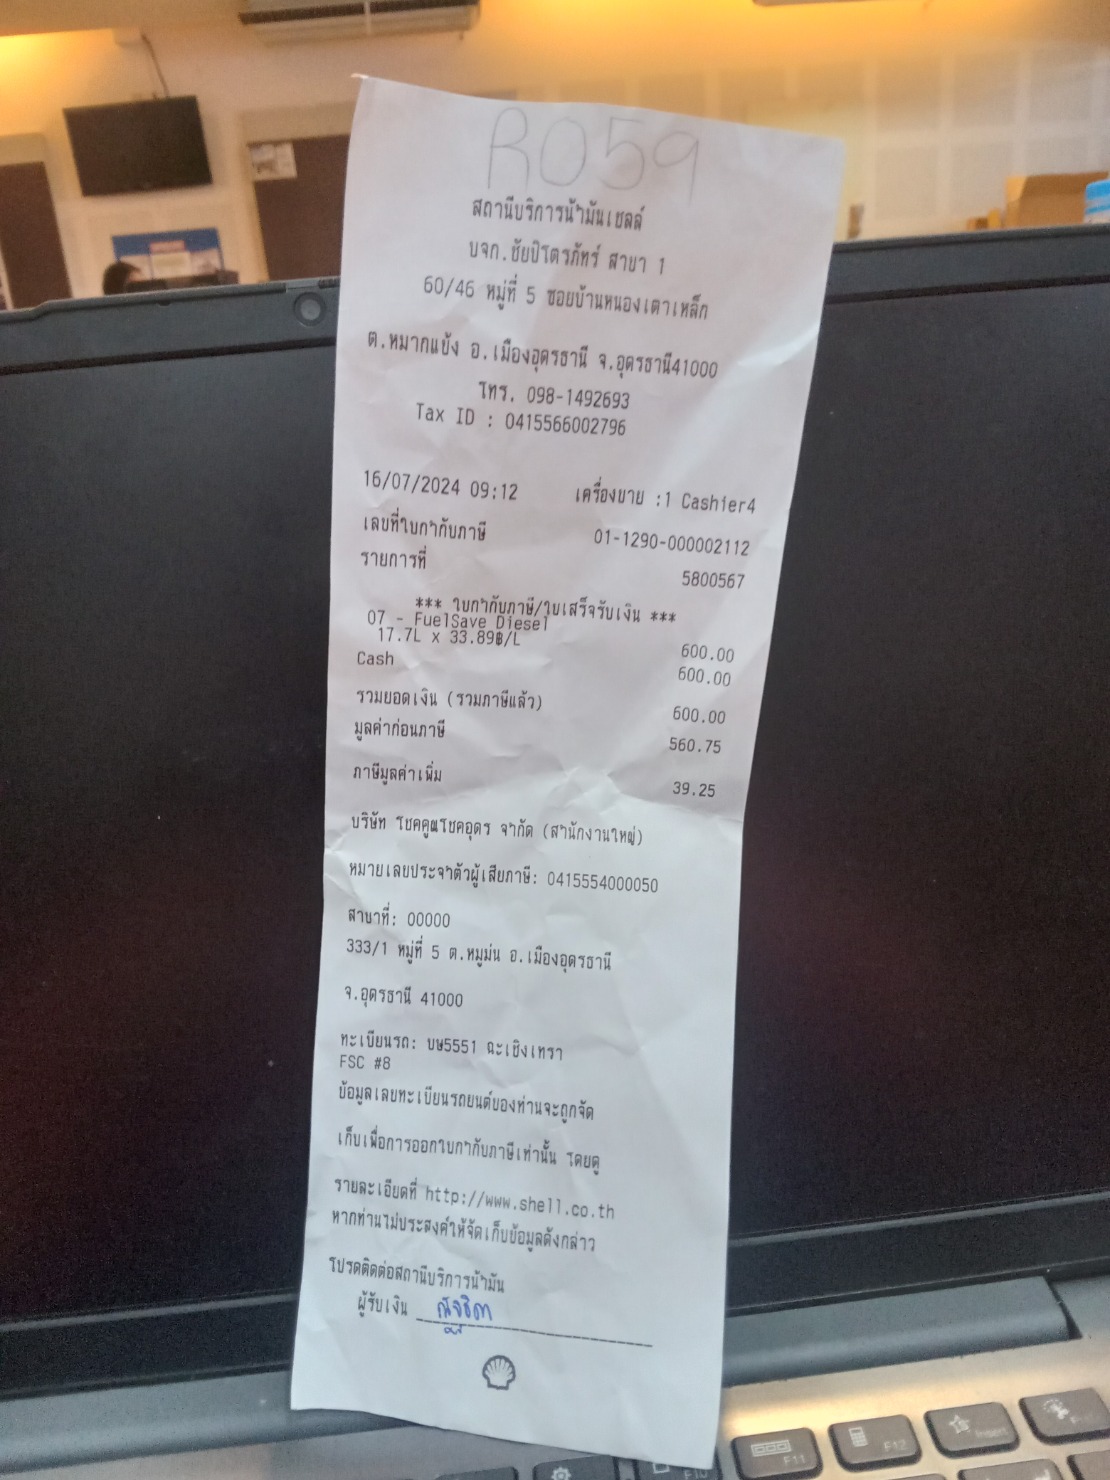 R059
สถานีบริการน้ำมันเชลล์
บจก.ชัยปิโตรภัทร์ สาขา 1
60/46 หมู่ที่ 5 ซอยบ้านหนองเตาเหล็ก
ต.หมากแข้ง อ.เมืองอุดรธานี จ.อุดรธานี41000
โทร. 098-1492693
Tax ID : 0415566002796
16/07/2024 09:12 เครื่องขาย :1 Cashier4
เลขที่ใบกำกับภาษี 01-1290-000002112
รายการที่ 5800567
*** ใบกำกับภาษี/ใบเสร็จรับเงิน ***
07 - FuelSave Diesel
17.7L x 33.89฿/L 600.00
Cash 600.00
รวมยอดเงิน (รวมภาษีแล้ว) 600.00
มูลค่าก่อนภาษี 560.75
ภาษีมูลค่าเพิ่ม 39.25
บริษัท โชคคูณโชคอุดร จำกัด (สำนักงานใหญ่)
หมายเลขประจำตัวผู้เสียภาษี: 0415554000050
สาขาที่: 00000
333/1 หมู่ที่ 5 ต.หมูม่น อ.เมืองอุดรธานี
จ.อุดรธานี 41000
ทะเบียนรถ: บษ5551 ฉะเชิงเทรา
FSC #8
ข้อมูลเลขทะเบียนรถยนต์ของท่านจะถูกจัด
เก็บเพื่อการออกใบกำกับภาษีเท่านั้น โดยดู
รายละเอียดที่ http://www.shell.co.th
หากท่านไม่ประสงค์ให้จัดเก็บข้อมูลดังกล่าว
โปรดติดต่อสถานีบริการน้ำมัน
ผู้รับเงิน ณัฐธิดา
F10
F11
F12
Insert